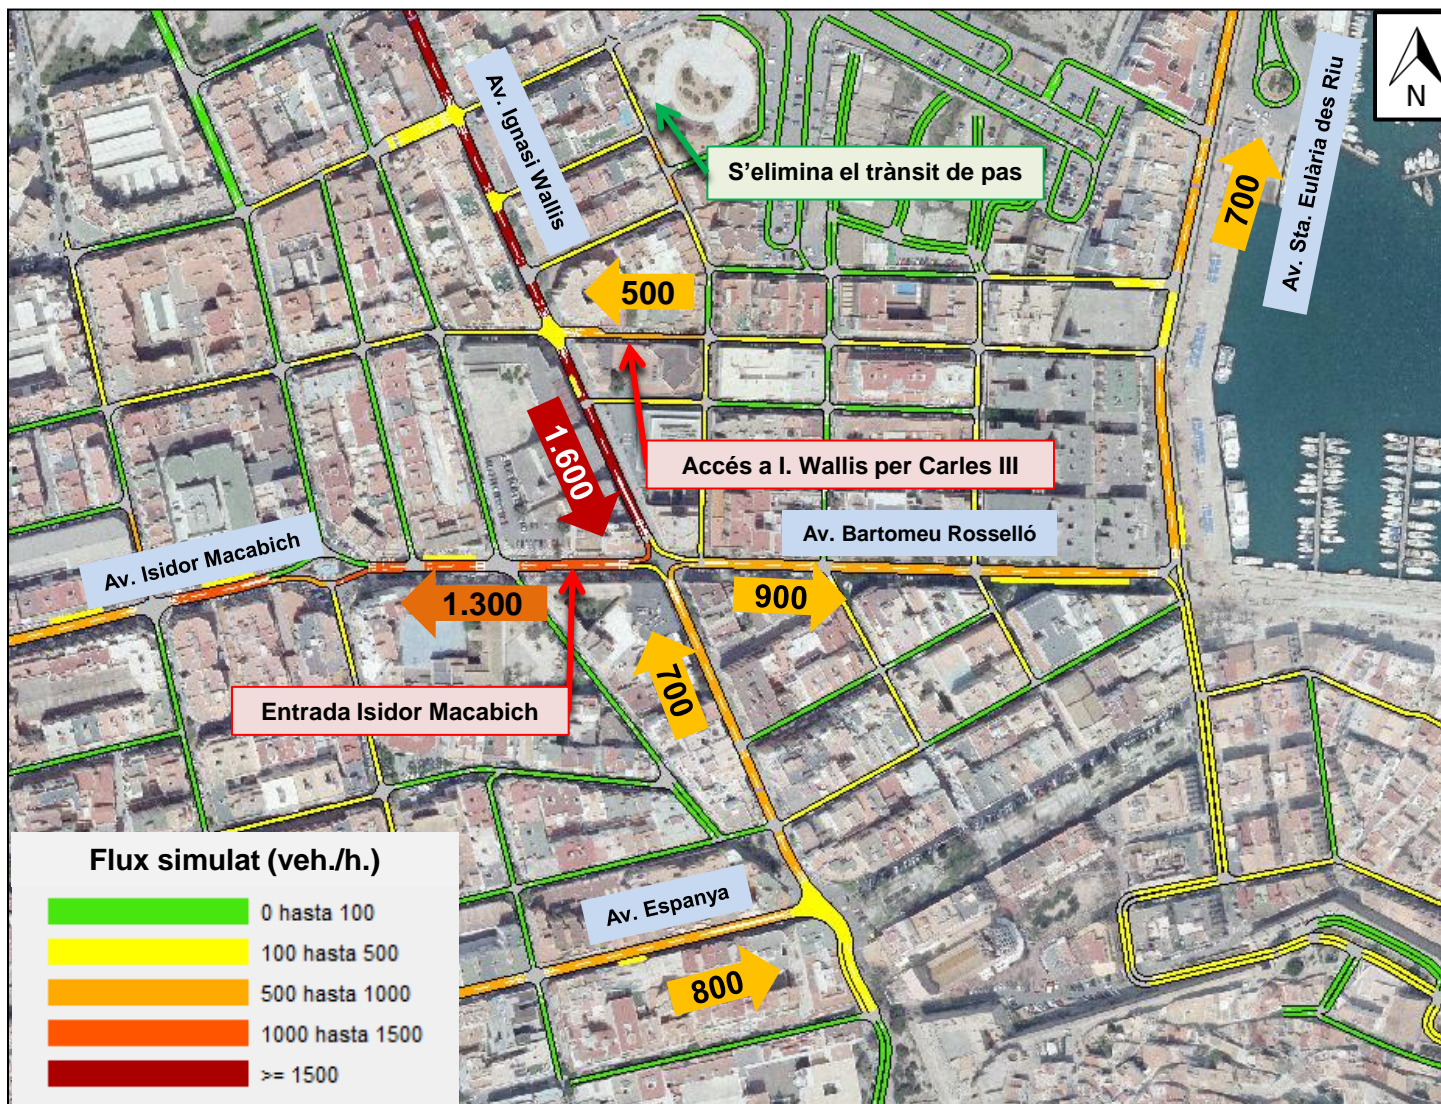 Av. Ignasi Wallis
Av. Sta. Eulària des Riu
N
S’elimina el trànsit de pas
700
500
1.600
Accés a I. Wallis per Carles III
Av. Bartomeu Rosselló
Av. Isidor Macabich
1.300
900
700
Entrada Isidor Macabich
Av. Espanya
800
Flux simulat (veh./h.)
0 hasta 100
100 hasta 500
500 hasta 1000
1000 hasta 1500
>= 1500